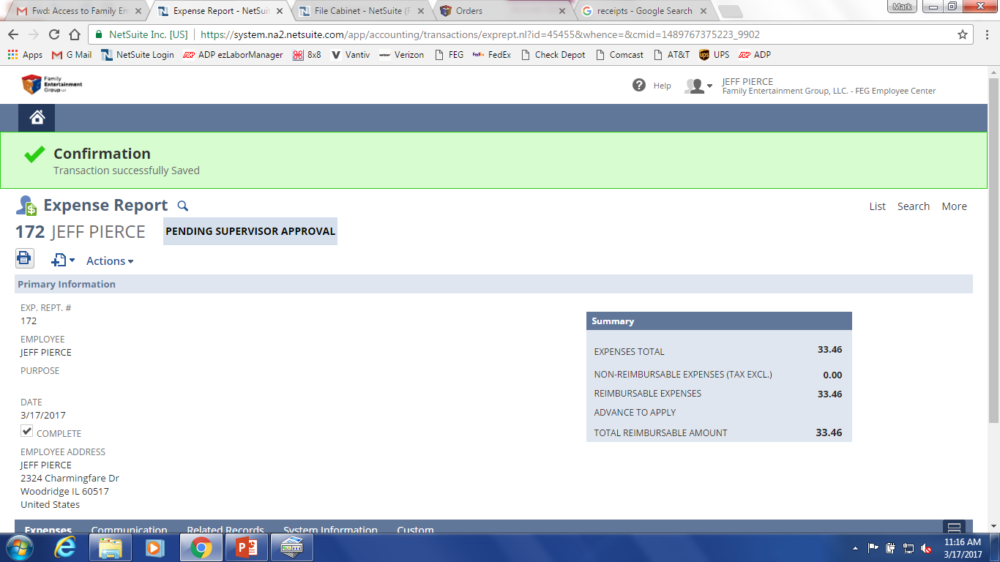 Fwd: Access to Family En
Expense Report - NetSuit
File Cabinet - NetSuite (F
Orders
receipts - Google Search
Mark
NetSuite Inc. [US]
https://system.na2.netsuite.com/app/accounting/transactions/exprept.nl?id=45455&whence=&cmid=1489767375223_9902
Apps G Mail NetSuite Login ADP ezLaborManager 8x8 Vantiv Verizon FEG FedEx Check Depot Comcast AT&T UPS ADP
Family
Entertainment
Group LLC
Help
JEFF PIERCE
Family Entertainment Group, LLC. - FEG Employee Center
Confirmation
Transaction successfully Saved
Expense Report
List Search More
172 JEFF PIERCE PENDING SUPERVISOR APPROVAL
Actions
Primary Information
EXP. REPT. #
172
EMPLOYEE
JEFF PIERCE
PURPOSE
DATE
3/17/2017
COMPLETE
EMPLOYEE ADDRESS
JEFF PIERCE
2324 Charmingfare Dr
Woodridge IL 60517
United States
Summary
EXPENSES TOTAL 33.46
NON-REIMBURSABLE EXPENSES (TAX EXCL.) 0.00
REIMBURSABLE EXPENSES 33.46
ADVANCE TO APPLY
TOTAL REIMBURSABLE AMOUNT 33.46
Expenses Communication Related Records System Information Custom
11:16 AM
3/17/2017